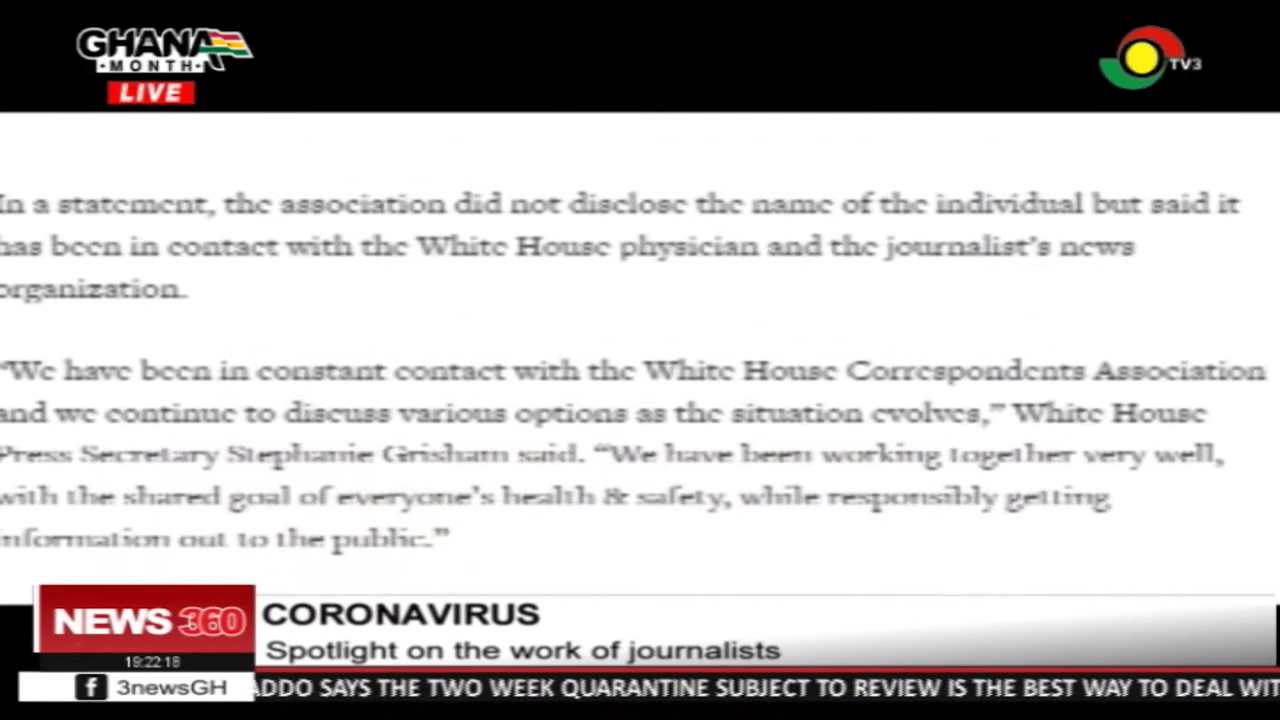 GHANA
MONTH
LIVE
TV3
In a statement, the association did not disclose the name of the individual but said it
has been in contact with the White House physician and the journalist's news
organization.
"We have been in constant contact with the White House Correspondents Association
and we continue to discuss various options as the situation evolves," White House
Press Secretary Stephanie Grisham said. "We have been working together very well,
with the shared goal of everyone's health & safety, while responsibly getting
information out to the public."
NEWS 360
CORONAVIRUS
19:22:18
Spotlight on the work of journalists
3newsGH
ADDO SAYS THE TWO WEEK QUARANTINE SUBJECT TO REVIEW IS THE BEST WAY TO DEAL WIT